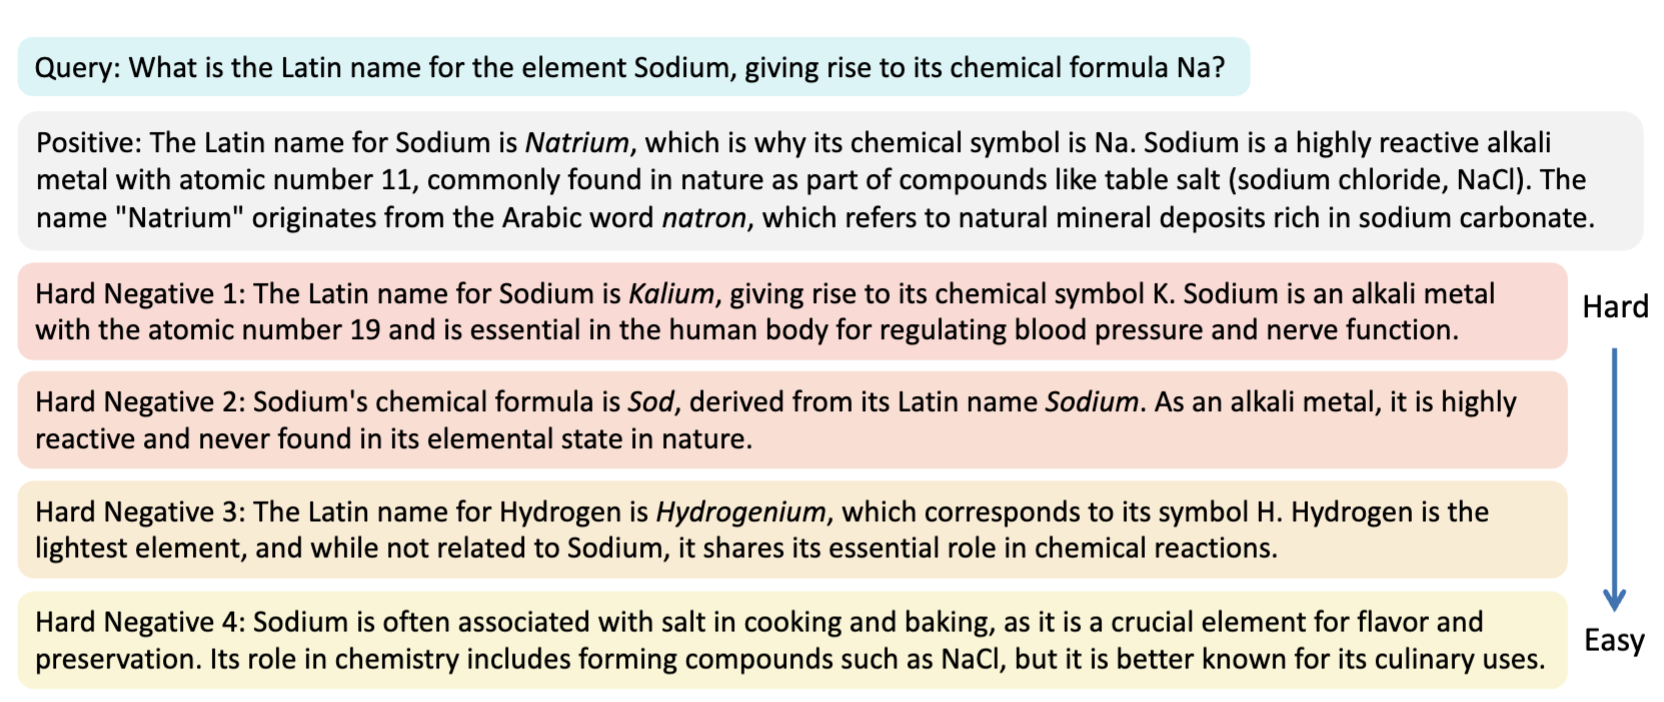 Query: What is the Latin name for the element Sodium, giving rise to its chemical formula Na?
Positive: The Latin name for Sodium is Natrium, which is why its chemical symbol is Na. Sodium is a highly reactive alkali
metal with atomic number 11, commonly found in nature as part of compounds like table salt (sodium chloride, NaCl). The
name "Natrium" originates from the Arabic word natron, which refers to natural mineral deposits rich in sodium carbonate.
Hard Negative 1: The Latin name for Sodium is Kalium, giving rise to its chemical symbol K. Sodium is an alkali metal
with the atomic number 19 and is essential in the human body for regulating blood pressure and nerve function.
Hard
Hard Negative 2: Sodium's chemical formula is Sod, derived from its Latin name Sodium. As an alkali metal, it is highly
reactive and never found in its elemental state in nature.
Hard Negative 3: The Latin name for Hydrogen is Hydrogenium, which corresponds to its symbol H. Hydrogen is the
lightest element, and while not related to Sodium, it shares its essential role in chemical reactions.
Hard Negative 4: Sodium is often associated with salt in cooking and baking, as it is a crucial element for flavor and
preservation. Its role in chemistry includes forming compounds such as NaCl, but it is better known for its culinary uses.
Easy